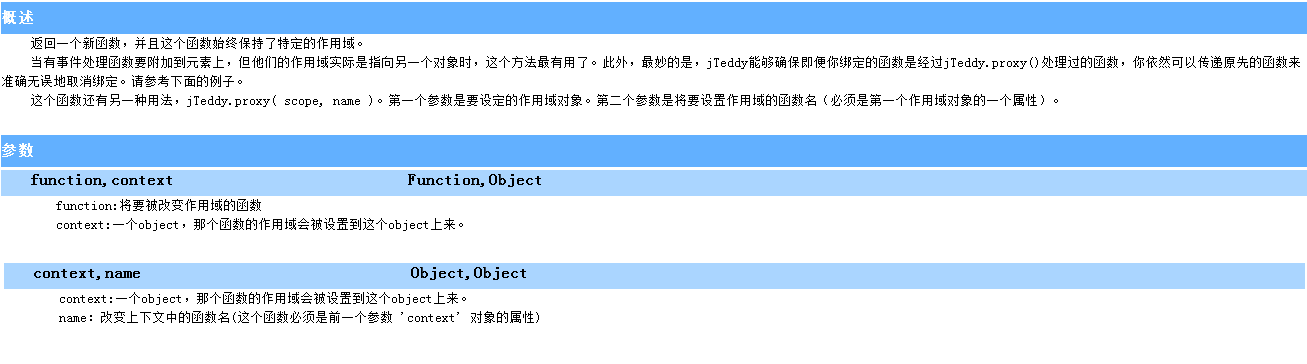 概述
返回一个新函数，并且这个函数始终保持了特定的作用域。
当有事件处理函数要附加到元素上，但他们的作用域实际是指向另一个对象时，这个方法最有用了。此外，最妙的是，jTeddy能够确保即便你绑定的函数是经过jTeddy.proxy()处理过的函数，你依然可以传递原先的函数来
准确无误地取消绑定。请参考下面的例子。
这个函数还有另一种用法，jTeddy.proxy( scope, name )。第一个参数是要设定的作用域对象。第二个参数是将要设置作用域的函数名（必须是第一个作用域对象的一个属性）。
参数
function,context Function,Object
function:将要被改变作用域的函数
context:一个object，那个函数的作用域会被设置到这个object上来。
context,name Object,Object
context:一个object，那个函数的作用域会被设置到这个object上来。
name：改变上下文中的函数名(这个函数必须是前一个参数 'context' 对象的属性)